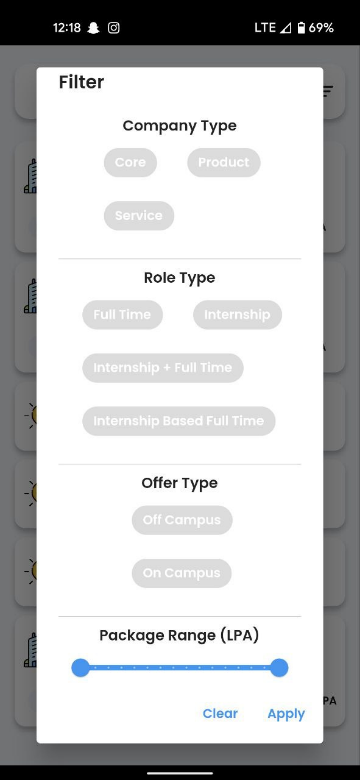 12:18 LTE 69%
Filter
Company Type
Core Product
Service
Role Type
Full Time Internship
Internship + Full Time
Internship Based Full Time
Offer Type
Off Campus
On Campus
Package Range (LPA)
PA
Clear Apply